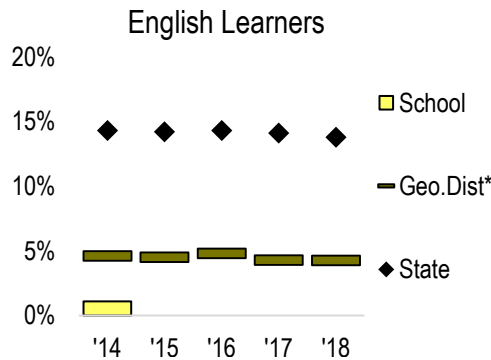 English Learners
20%
15%
10%
5%
0%
'14 '15 '16 '17 '18
School
Geo.Dist*
State